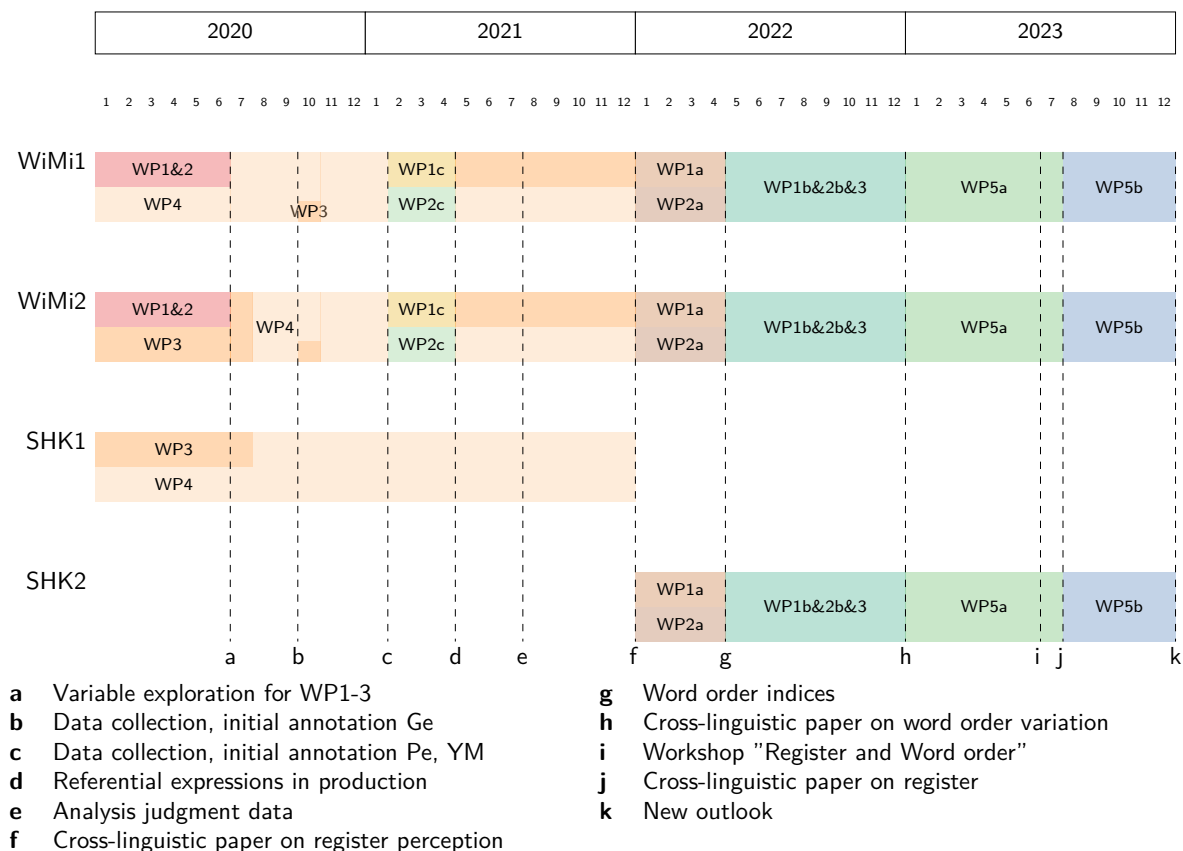 2020 2021 2022 2023
1 2 3 4 5 6 7 8 9 10 11 12 1 2 3 4 5 6 7 8 9 10 11 12 1 2 3 4 5 6 7 8 9 10 11 12 1 2 3 4 5 6 7 8 9 10 11 12
WiMi1
WP1&2 WP1c WP1a
WP1b&2b&3 WP5a WP5b
WP4 WP3 WP2c WP2a
WiMi2
WP1&2 WP1c WP1a
WP4 WP1b&2b&3 WP5a WP5b
WP3 WP2c WP2a
SHK1
WP3
WP4
SHK2
WP1a
WP1b&2b&3 WP5a WP5b
WP2a
a b c d e f g h i j k
a Variable exploration for WP1-3
b Data collection, initial annotation Ge
c Data collection, initial annotation Pe, YM
d Referential expressions in production
e Analysis judgment data
f Cross-linguistic paper on register perception
g Word order indices
h Cross-linguistic paper on word order variation
i Workshop ”Register and Word order”
j Cross-linguistic paper on register
k New outlook